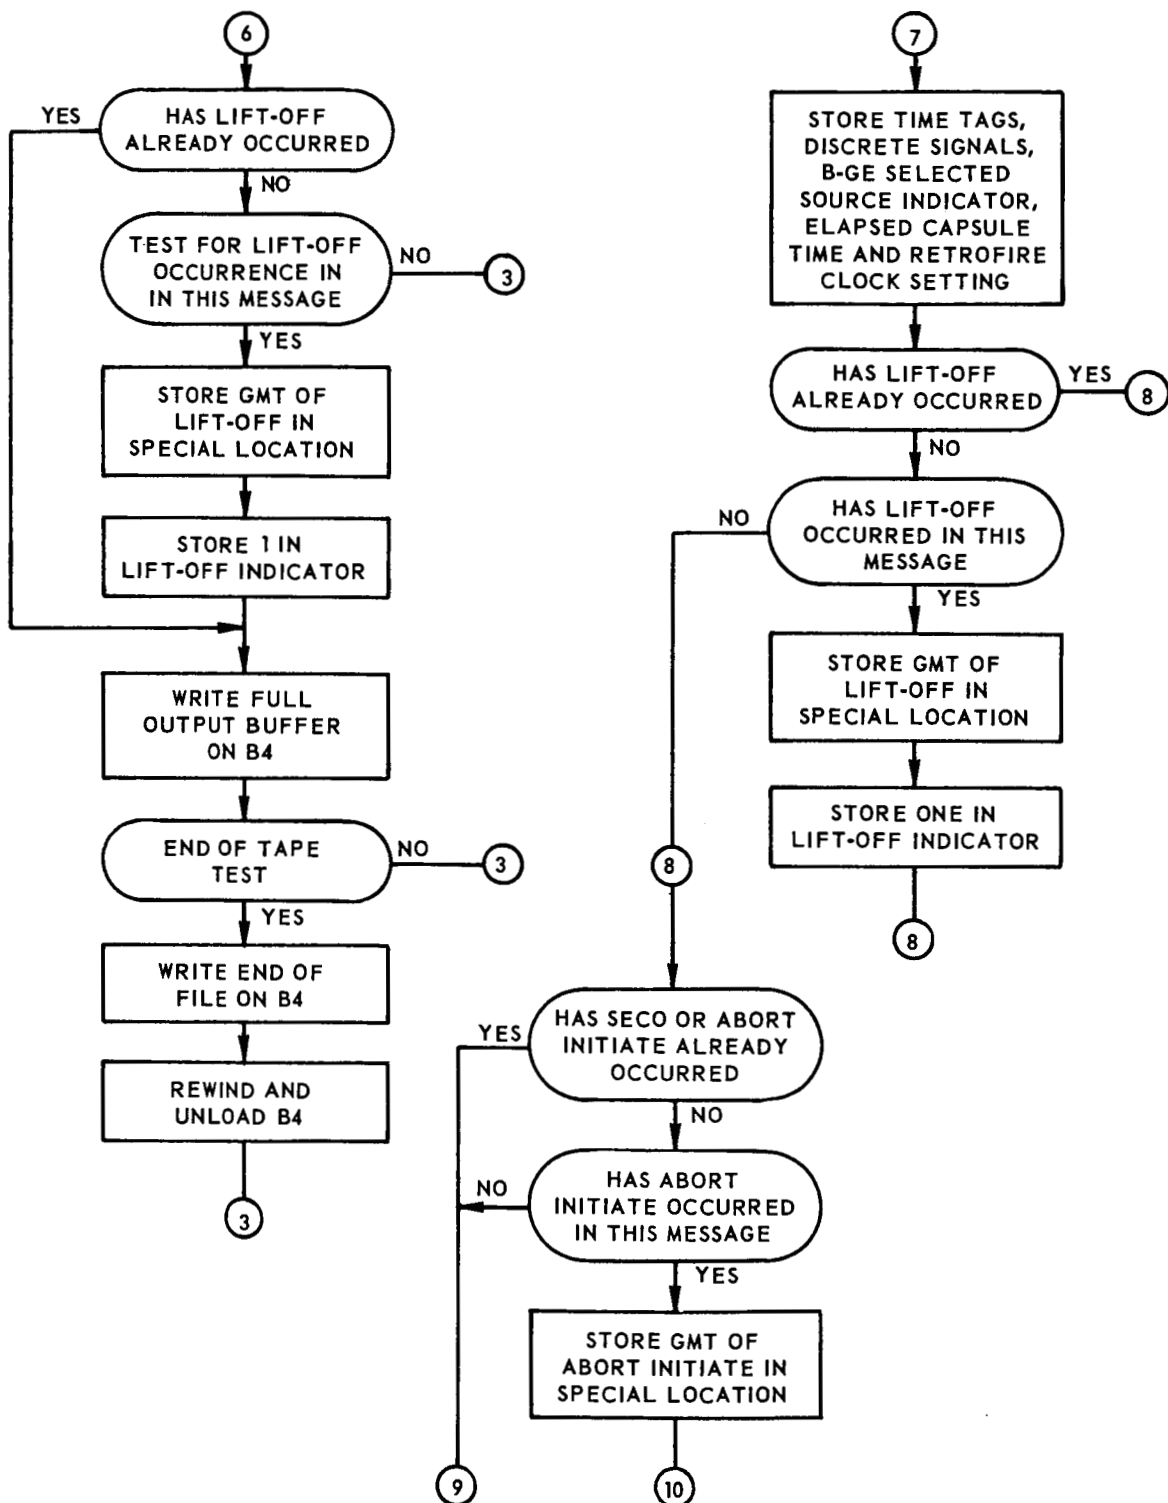 6
HAS LIFT-OFF
ALREADY OCCURRED
YES
NO
TEST FOR LIFT-OFF
OCCURRENCE IN
IN THIS MESSAGE
NO
3
YES
STORE GMT OF
LIFT-OFF IN
SPECIAL LOCATION
STORE 1 IN
LIFT-OFF INDICATOR
WRITE FULL
OUTPUT BUFFER
ON B4
END OF TAPE
TEST
NO
3
YES
WRITE END OF
FILE ON B4
REWIND AND
UNLOAD B4
3
7
STORE TIME TAGS,
DISCRETE SIGNALS,
B-GE SELECTED
SOURCE INDICATOR,
ELAPSED CAPSULE
TIME AND RETROFIRE
CLOCK SETTING
HAS LIFT-OFF
ALREADY OCCURRED
YES
8
NO
HAS LIFT-OFF
OCCURRED IN THIS
MESSAGE
NO
YES
STORE GMT OF
LIFT-OFF IN
SPECIAL LOCATION
STORE ONE IN
LIFT-OFF INDICATOR
8
8
HAS SECO OR ABORT
INITIATE ALREADY
OCCURRED
YES
NO
HAS ABORT
INITIATE OCCURRED
IN THIS MESSAGE
NO
YES
STORE GMT OF
ABORT INITIATE IN
SPECIAL LOCATION
9
10